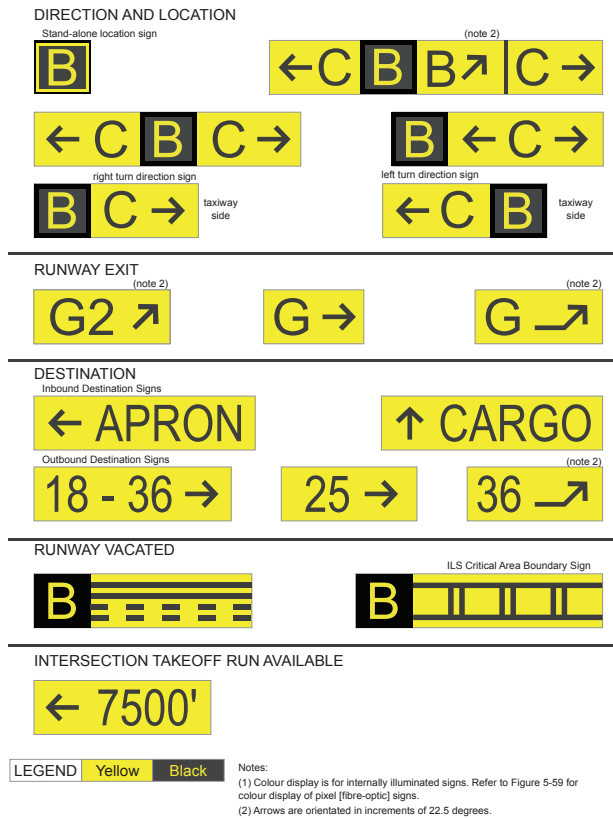 DIRECTION AND LOCATION
Stand-alone location sign
(note 2)
B
←C B B↗ C→
← C B C →
B ← C →
right turn direction sign
left turn direction sign
B C →
taxiway
side
← C B
taxiway
side
RUNWAY EXIT
(note 2)
(note 2)
G2 ↗
G →
G
DESTINATION
Inbound Destination Signs
← APRON
↑ CARGO
Outbound Destination Signs
(note 2)
18 - 36 →
25 →
36
RUNWAY VACATED
ILS Critical Area Boundary Sign
B
B
INTERSECTION TAKEOFF RUN AVAILABLE
← 7500'
LEGEND Yellow Black
Notes:
(1) Colour display is for internally illuminated signs. Refer to Figure 5-59 for
colour display of pixel [fibre-optic] signs.
(2) Arrows are orientated in increments of 22.5 degrees.